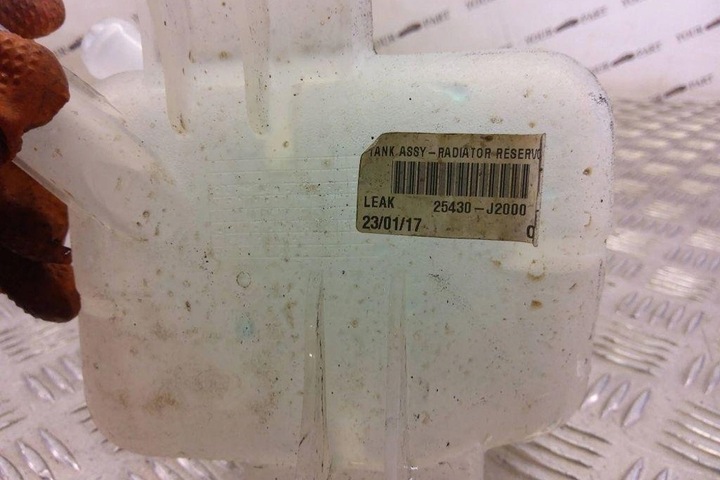 TANK ASSY-RADIATOR RESERVO
LEAK 25430-J2000
23/01/17